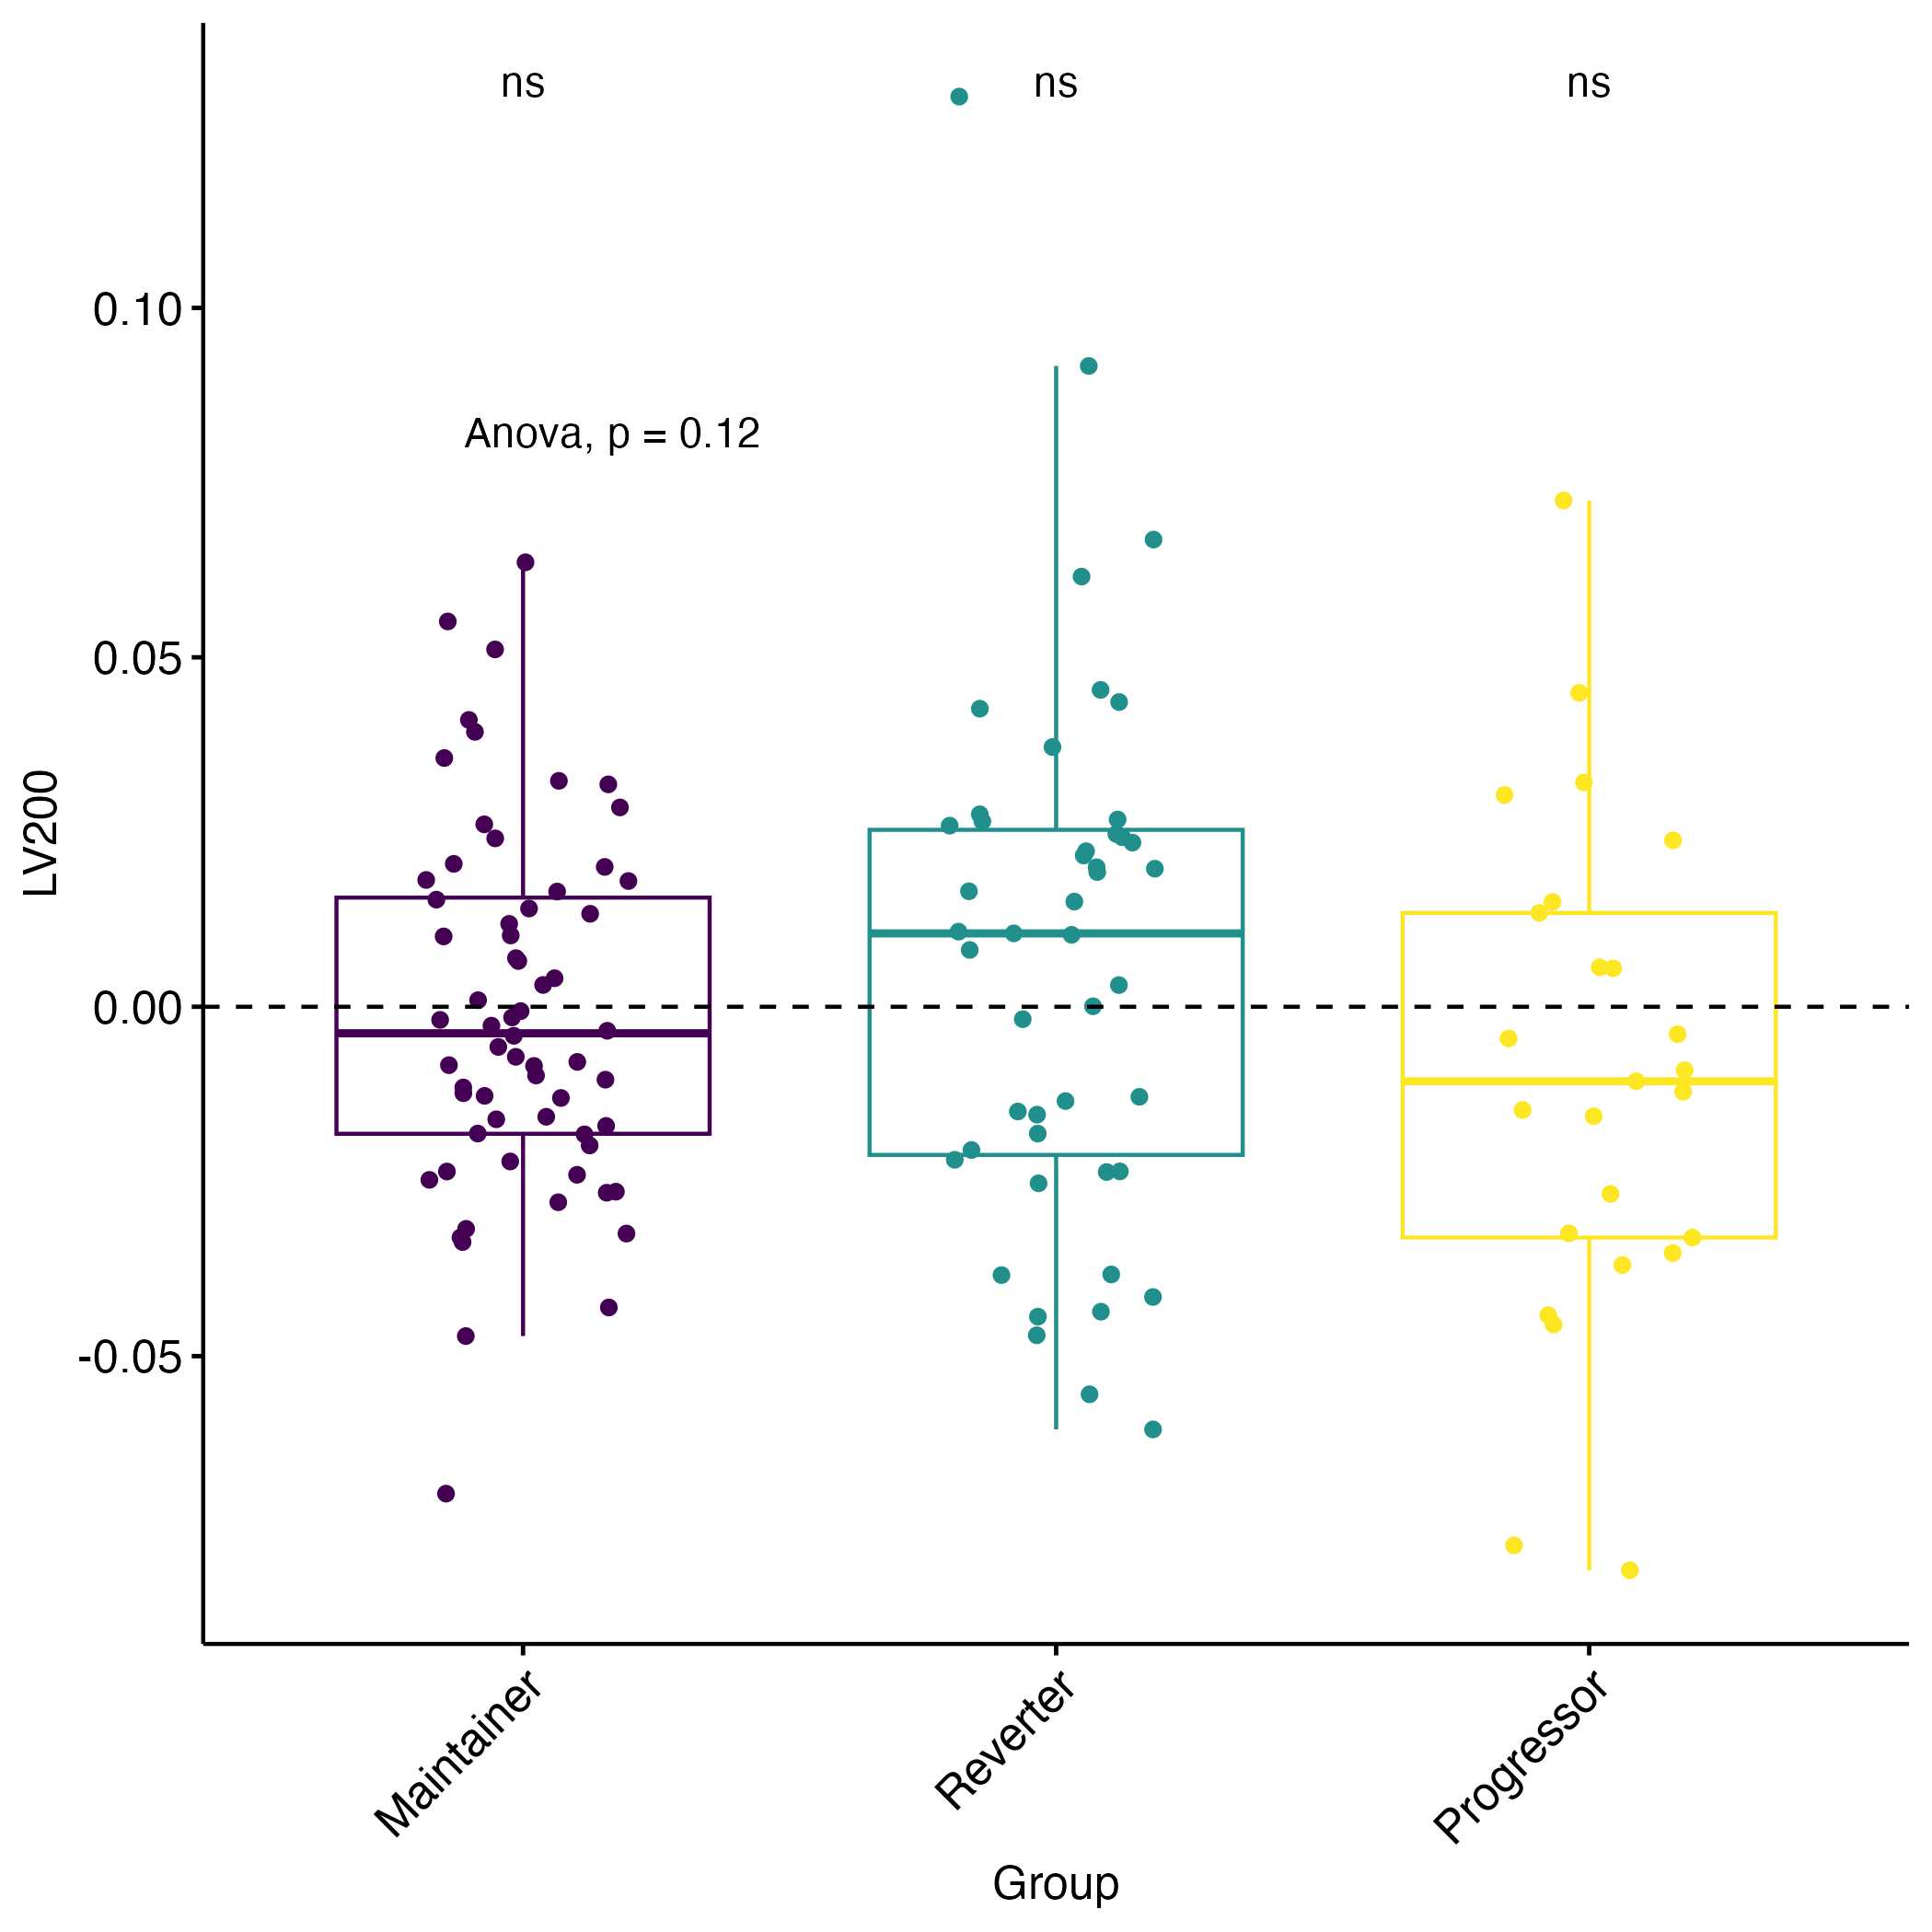 ns ns ns
0.10
Anova, p = 0.12
0.05
LV200
0.00
-0.05
Maintainer Reverter Progressor
Group